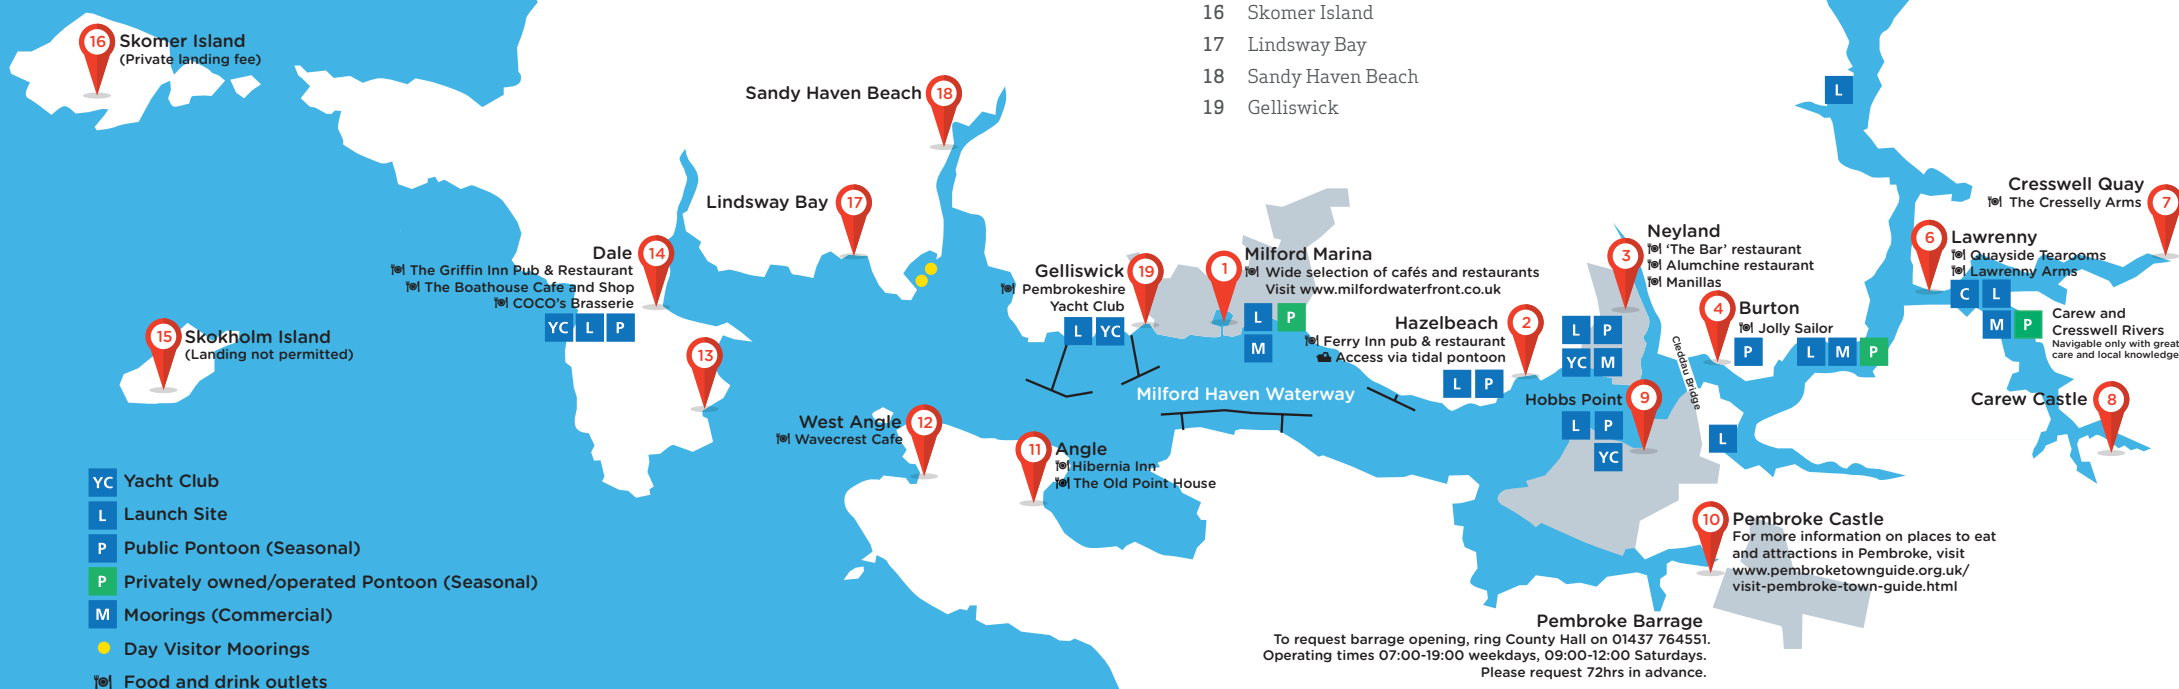 16 Skomer Island
17 Lindsway Bay
18 Sandy Haven Beach
19 Gelliswick
16
Skomer Island
(Private landing fee)
18
Sandy Haven Beach
L
17
Lindsway Bay
Cresswell Quay
The Cresselly Arms
7
14
Dale
The Griffin Inn Pub & Restaurant
The Boathouse Cafe and Shop
COCO's Brasserie
YC L P
19
Gelliswick
Pembrokeshire
Yacht Club
L YC
1
Milford Marina
Wide selection of cafés and restaurants
Visit www.milfordwaterfront.co.uk
L P
M
3
Neyland
‘The Bar’ restaurant
Alumchine restaurant
Manillas
L P
YC M
6
Lawrenny
Quayside Tearooms
Lawrenny Arms
C L
M P
Carew and
Cresswell Rivers
Navigable only with great
care and local knowledge
15
Skokholm Island
(Landing not permitted)
13
2
Hazelbeach
Ferry Inn pub & restaurant
Access via tidal pontoon
L P
4
Burton
Jolly Sailor
P
L M P
Cleddau Bridge
Milford Haven Waterway
9
Hobbs Point
L P
YC
L
8
Carew Castle
12
West Angle
Wavecrest Cafe
11
Angle
Hibernia Inn
The Old Point House
10
Pembroke Castle
For more information on places to eat
and attractions in Pembroke, visit
www.pembroketownguide.org.uk/
visit-pembroke-town-guide.html
Pembroke Barrage
To request barrage opening, ring County Hall on 01437 764551.
Operating times 07:00-19:00 weekdays, 09:00-12:00 Saturdays.
Please request 72hrs in advance.
YC Yacht Club
L Launch Site
P Public Pontoon (Seasonal)
P Privately owned/operated Pontoon (Seasonal)
M Moorings (Commercial)
Day Visitor Moorings
Food and drink outlets